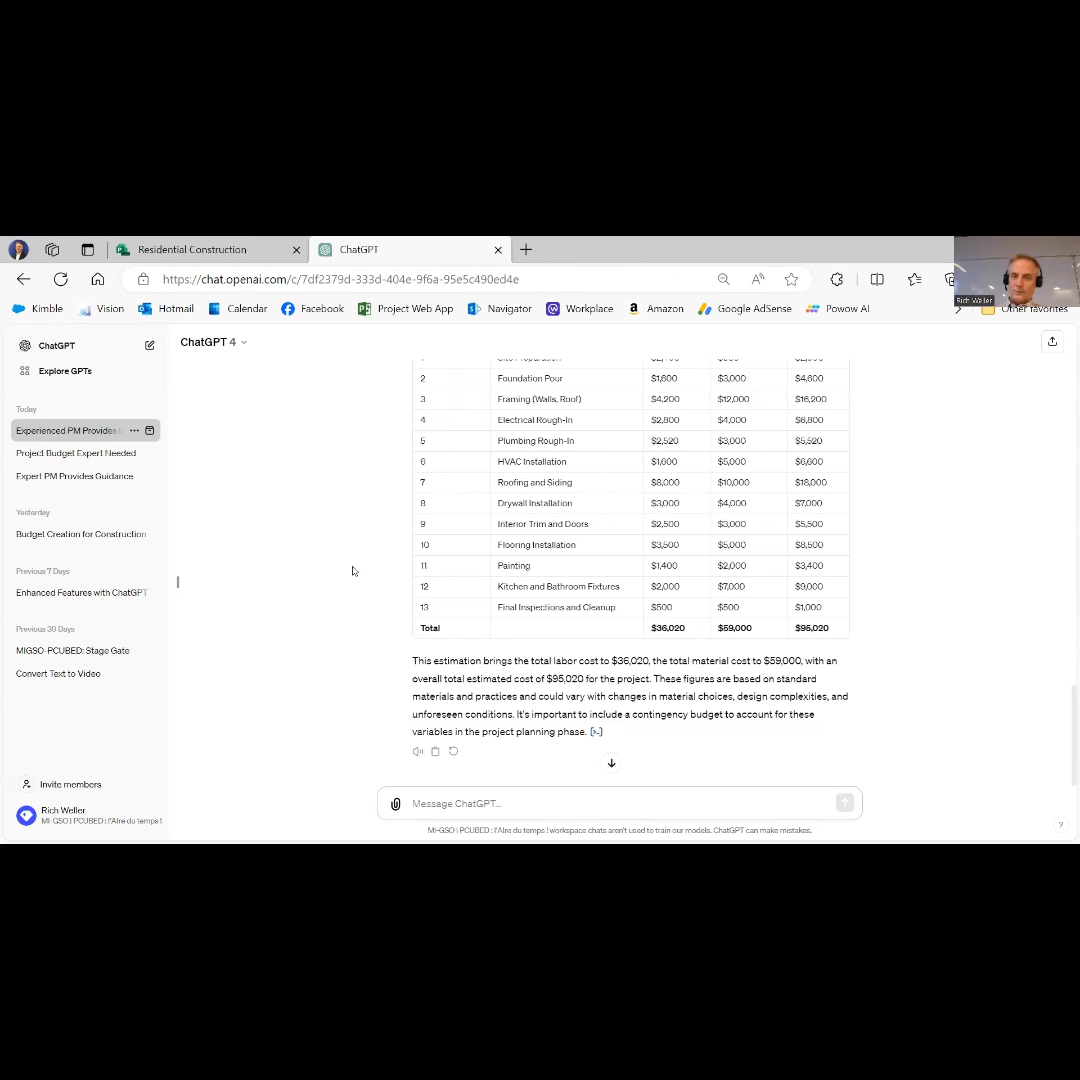 Residential Construction
ChatGPT
https://chat.openai.com/c/7df2379d-333d-404e-9f6a-95e5c490ed4e
Kimble Vision Hotmail Calendar Facebook Project Web App Navigator Workplace Amazon Google AdSense Powow AI Other favorites
Rich Weller
ChatGPT
Explore GPTs
Today
Experienced PM Provides
Project Budget Expert Needed
Expert PM Provides Guidance
Yesterday
Budget Creation for Construction
Previous 7 Days
Enhanced Features with ChatGPT
Previous 30 Days
MIGSO-PCUBED: Stage Gate
Convert Text to Video
Invite members
Rich Weller
MI-GSO | PCUBED : l'AIre du temps !
ChatGPT 4
2 Foundation Pour $1,600 $3,000 $4,600
3 Framing (Walls, Roof) $4,200 $12,000 $16,200
4 Electrical Rough-In $2,800 $4,000 $6,800
5 Plumbing Rough-In $2,520 $3,000 $5,520
6 HVAC Installation $1,600 $5,000 $6,600
7 Roofing and Siding $8,000 $10,000 $18,000
8 Drywall Installation $3,000 $4,000 $7,000
9 Interior Trim and Doors $2,500 $3,000 $5,500
10 Flooring Installation $3,500 $5,000 $8,500
11 Painting $1,400 $2,000 $3,400
12 Kitchen and Bathroom Fixtures $2,000 $7,000 $9,000
13 Final Inspections and Cleanup $500 $500 $1,000
Total $36,020 $59,000 $95,020
This estimation brings the total labor cost to $36,020, the total material cost to $59,000, with an
overall total estimated cost of $95,020 for the project. These figures are based on standard
materials and practices and could vary with changes in material choices, design complexities, and
unforeseen conditions. It's important to include a contingency budget to account for these
variables in the project planning phase. [>-]
Message ChatGPT...
MI-GSO | PCUBED : l'AIre du temps ! workspace chats aren't used to train our models. ChatGPT can make mistakes.
?